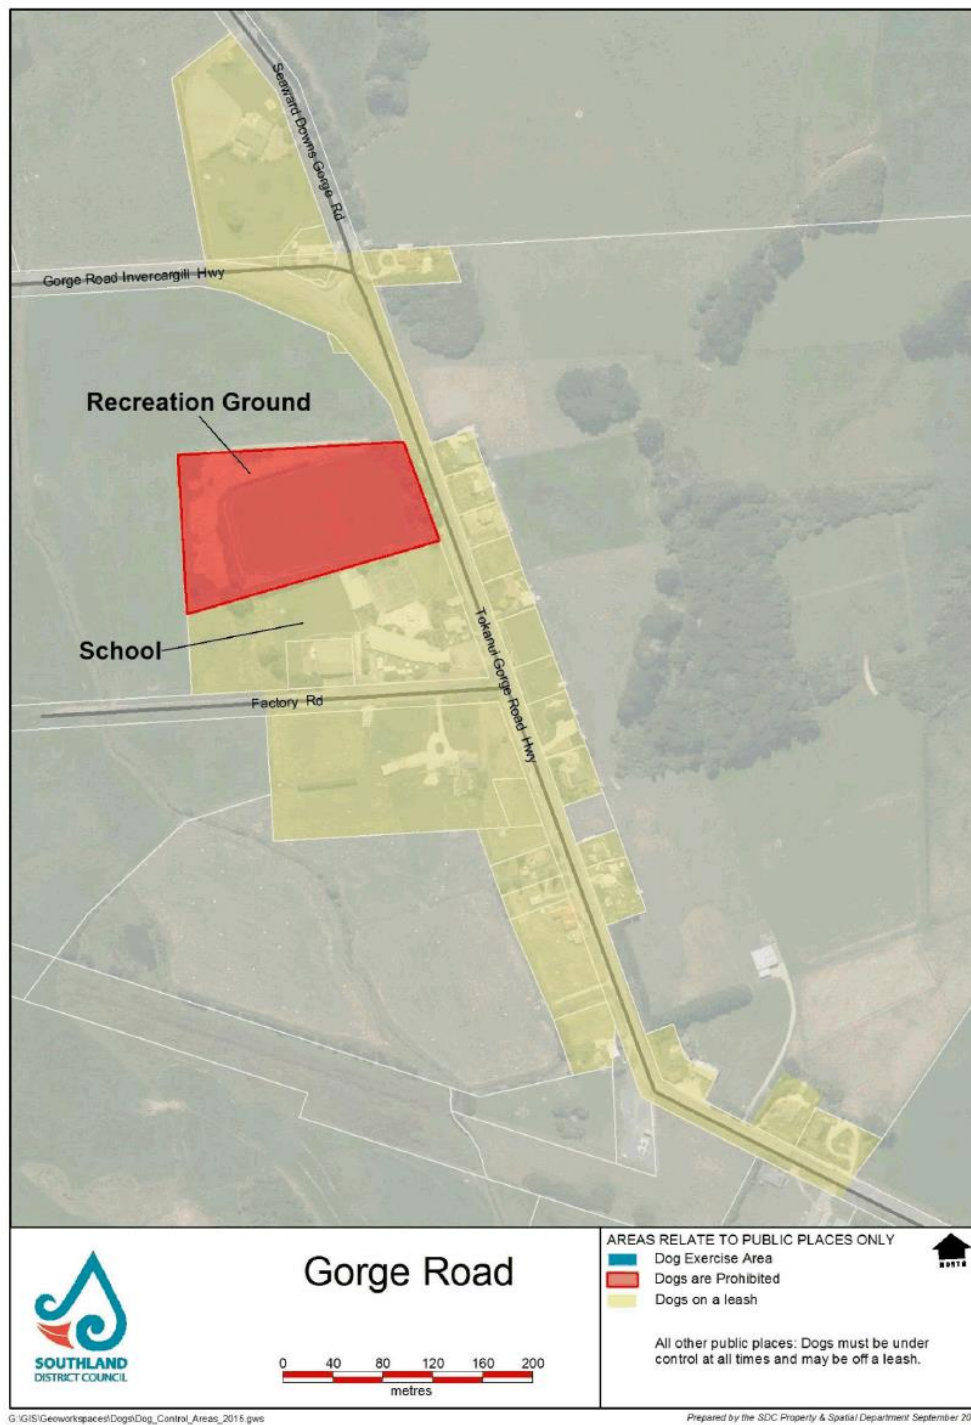 Seaward Downs Gorge Rd
Gorge Road Invercargill Hwy
Recreation Ground
School
Tokanui Gorge Road Hwy
Factory Rd
SOUTHLAND
DISTRICT COUNCIL
Gorge Road
0 40 80 120 160 200
metres
AREAS RELATE TO PUBLIC PLACES ONLY
Dog Exercise Area
Dogs are Prohibited
Dogs on a leash
NORTH
All other public places: Dogs must be under
control at all times and may be off a leash.
G:\GIS\Geoworkspaces\Dogs\Dog_Control_Areas_2015.gws
Prepared by the SDC Property & Spatial Department September 20